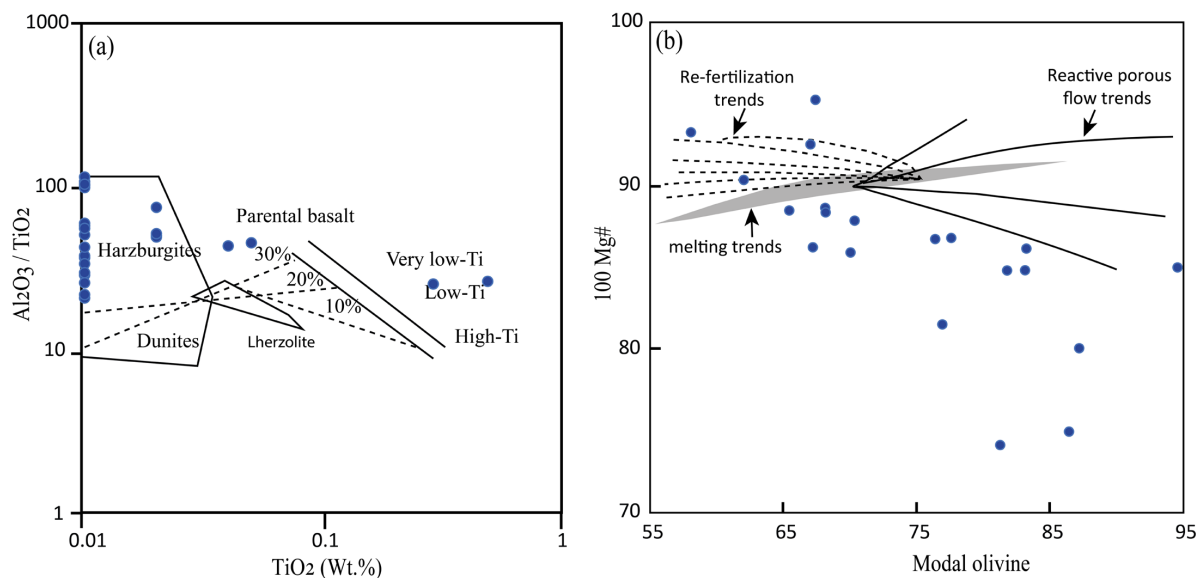 (a)
1000
100
10
1
0.01
0.1
1
Al2O3 / TiO2
TiO2 (Wt.%)
Harzburgites
Dunites
Lherzolite
Parental basalt
30%
20%
10%
Very low-Ti
Low-Ti
High-Ti
(b)
100
90
80
70
55
65
75
85
95
100 Mg#
Modal olivine
Re-fertilization
trends
Reactive porous
flow trends
melting trends